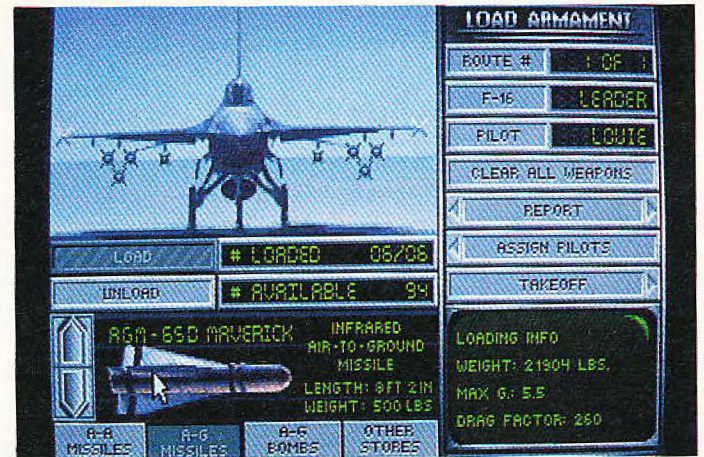 LOAD ARMAMENT
ROUTE # 1 OF 1
F-16 LEADER
PILOT LOUIE
CLEAR ALL WEAPONS
REPORT
ASSIGN PILOTS
TAKEOFF
LOAD # LOADED 06/06
UNLOAD # AVAILABLE 94
AGM-65D MAVERICK
INFRARED
AIR-TO-GROUND
MISSILE
LENGTH: 8FT 2IN
WEIGHT: 500 LBS
LOADING INFO
WEIGHT: 21904 LBS.
MAX G.: 5.5
DRAG FACTOR: 260
A-A MISSILES
A-G MISSILES
A-G BOMBS
OTHER STORES